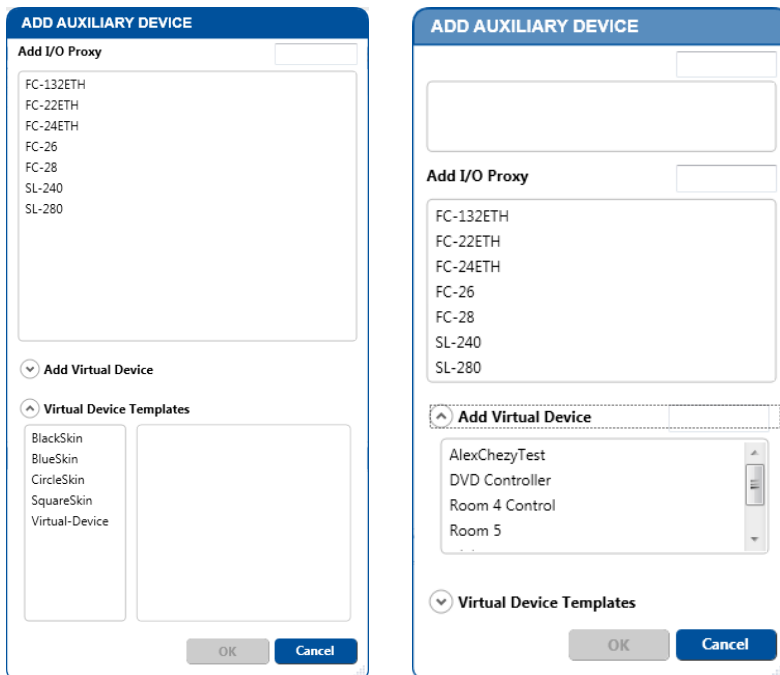 ADD AUXILIARY DEVICE
Add I/O Proxy
FC-132ETH
FC-22ETH
FC-24ETH
FC-26
FC-28
SL-240
SL-280
Add Virtual Device
Virtual Device Templates
BlackSkin
BlueSkin
CircleSkin
SquareSkin
Virtual-Device
OK
Cancel
ADD AUXILIARY DEVICE
Add I/O Proxy
FC-132ETH
FC-22ETH
FC-24ETH
FC-26
FC-28
SL-240
SL-280
Add Virtual Device
AlexChezyTest
DVD Controller
Room 4 Control
Room 5
Virtual Device Templates
OK
Cancel